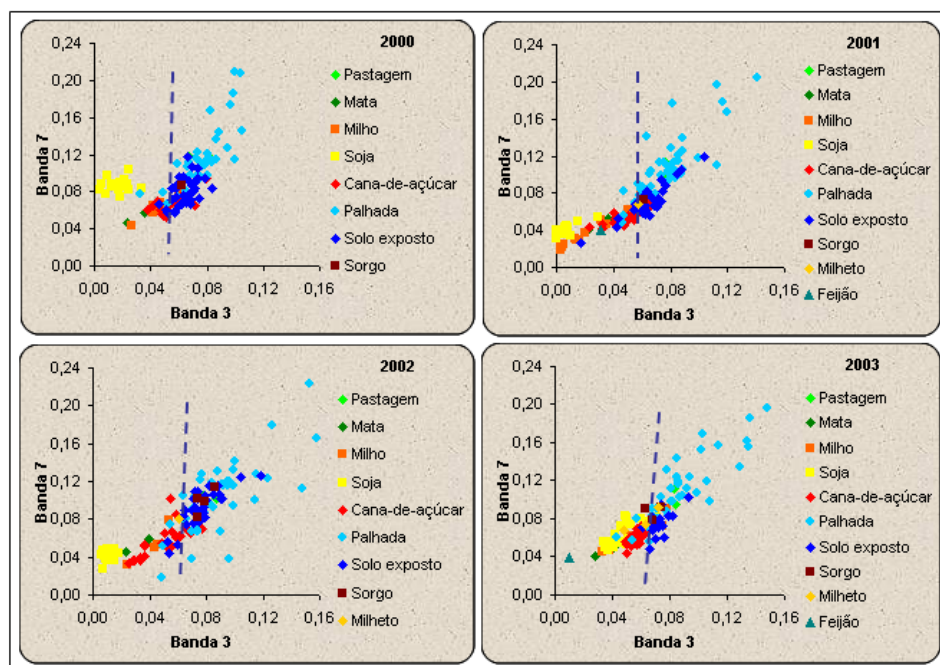 2000
0,24
0,20
0,16
0,12
0,08
0,04
0,00
Banda 7
0,00 0,04 0,08 0,12 0,16
Banda 3
Pastagem
Mata
Milho
Soja
Cana-de-açúcar
Palhada
Solo exposto
Sorgo
2001
0,24
0,20
0,16
0,12
0,08
0,04
0,00
Banda 7
0,00 0,04 0,08 0,12 0,16
Banda 3
Pastagem
Mata
Milho
Soja
Cana-de-açúcar
Palhada
Solo exposto
Sorgo
Milheto
Feijão
2002
0,24
0,20
0,16
0,12
0,08
0,04
0,00
Banda 7
0,00 0,04 0,08 0,12 0,16
Banda 3
Pastagem
Mata
Milho
Soja
Cana-de-açúcar
Palhada
Solo exposto
Sorgo
Milheto
2003
0,24
0,20
0,16
0,12
0,08
0,04
0,00
Banda 7
0,00 0,04 0,08 0,12 0,16
Banda 3
Pastagem
Mata
Milho
Soja
Cana-de-açúcar
Palhada
Solo exposto
Sorgo
Milheto
Feijão